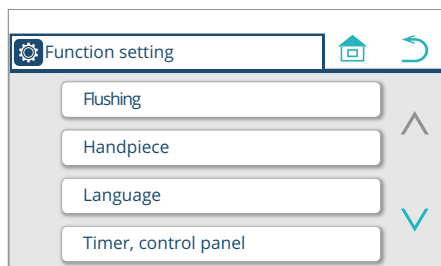 Function setting
Flushing
Handpiece
Language
Timer, control panel